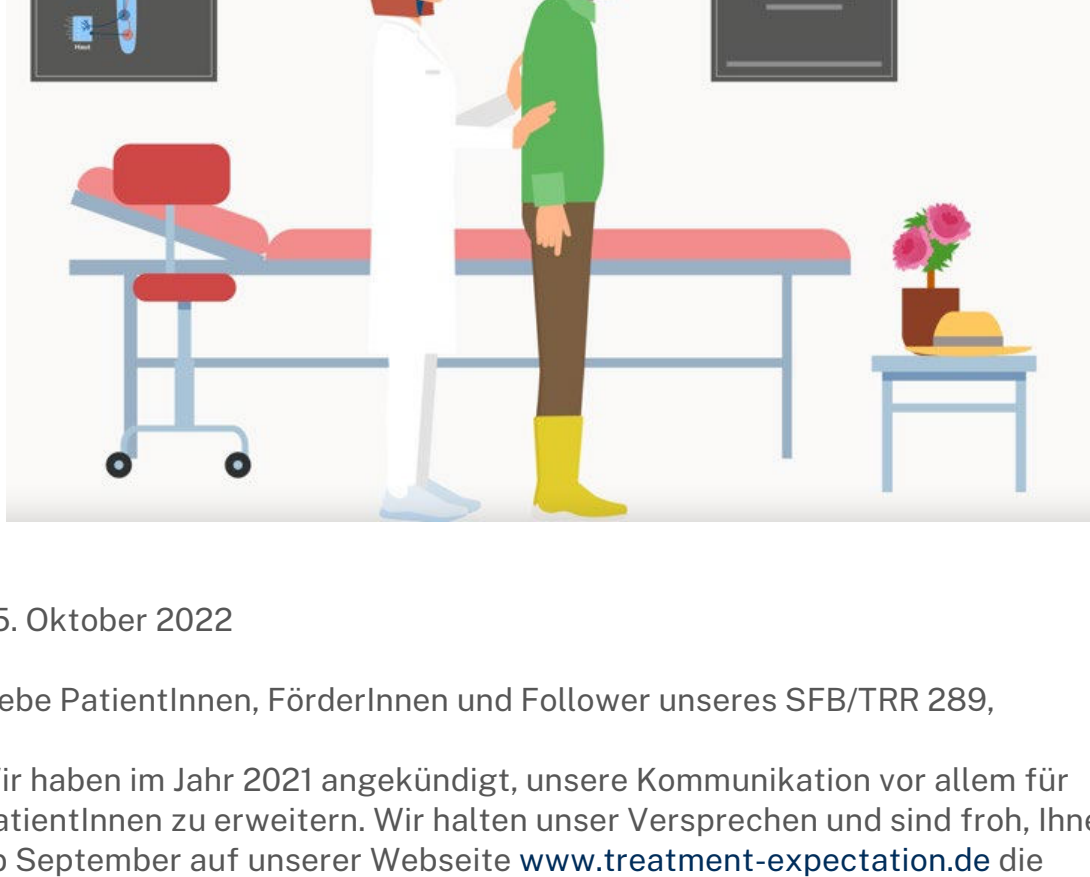 Haut
5. Oktober 2022
ebe PatientInnen, FörderInnen und Follower unseres SFB/TRR 289,
ir haben im Jahr 2021 angekündigt, unsere Kommunikation vor allem für
atientInnen zu erweitern. Wir halten unser Versprechen und sind froh, Ihne
September auf unserer Webseite www.treatment-expectation.de die